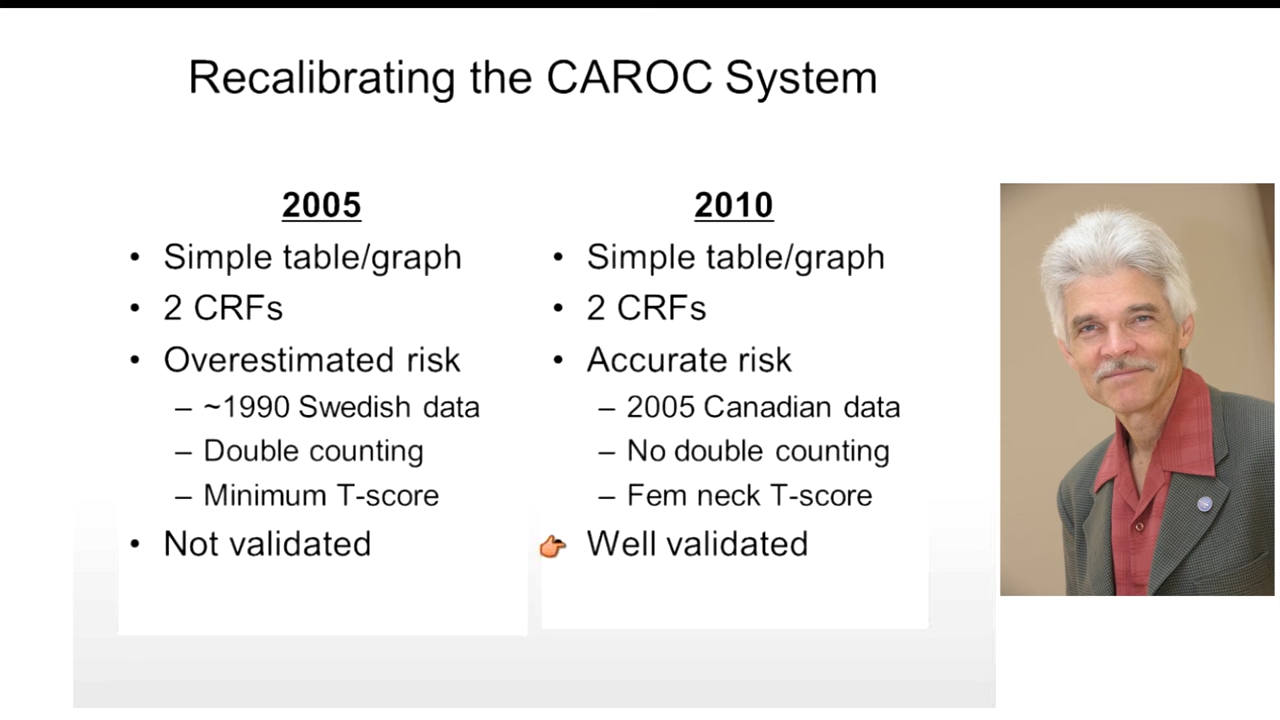 Recalibrating the CAROC System
2005
• Simple table/graph
• 2 CRFs
• Overestimated risk
– ~1990 Swedish data
– Double counting
– Minimum T-score
• Not validated
2010
• Simple table/graph
• 2 CRFs
• Accurate risk
– 2005 Canadian data
– No double counting
– Fem neck T-score
Well validated